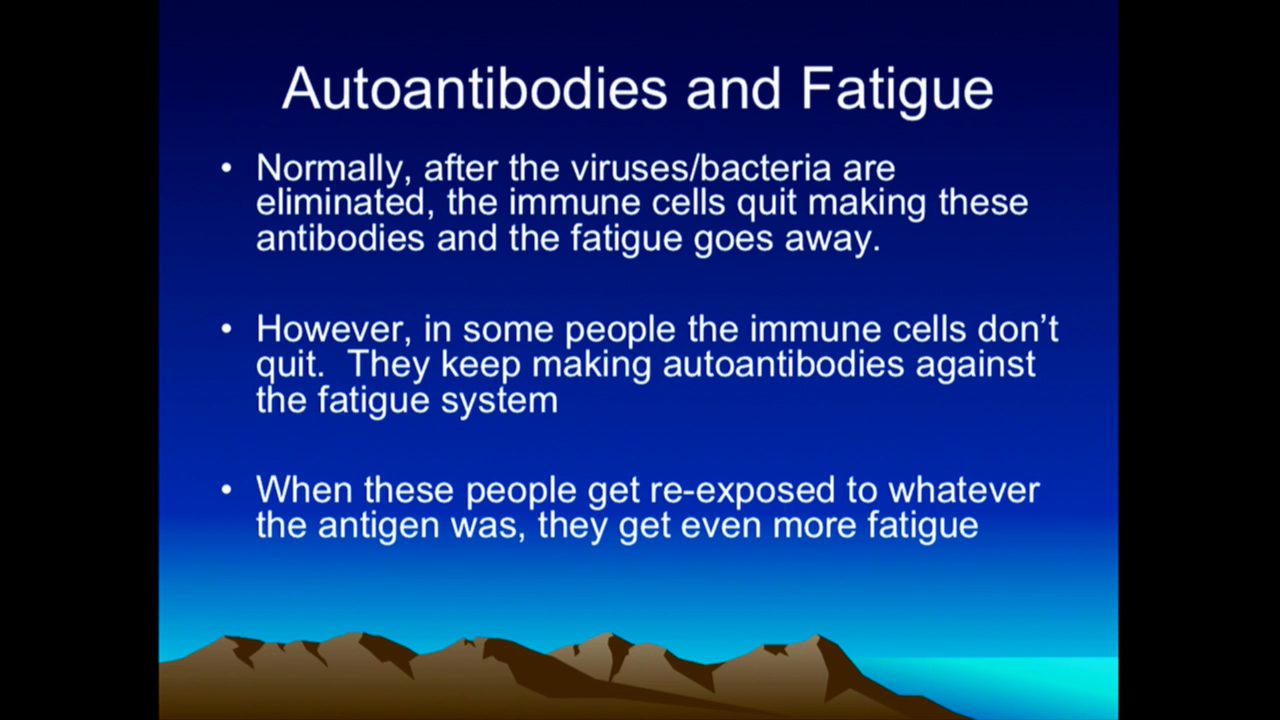 Autoantibodies and Fatigue
• Normally, after the viruses/bacteria are
eliminated, the immune cells quit making these
antibodies and the fatigue goes away.
• However, in some people the immune cells don’t
quit.  They keep making autoantibodies against
the fatigue system
• When these people get re-exposed to whatever
the antigen was, they get even more fatigue